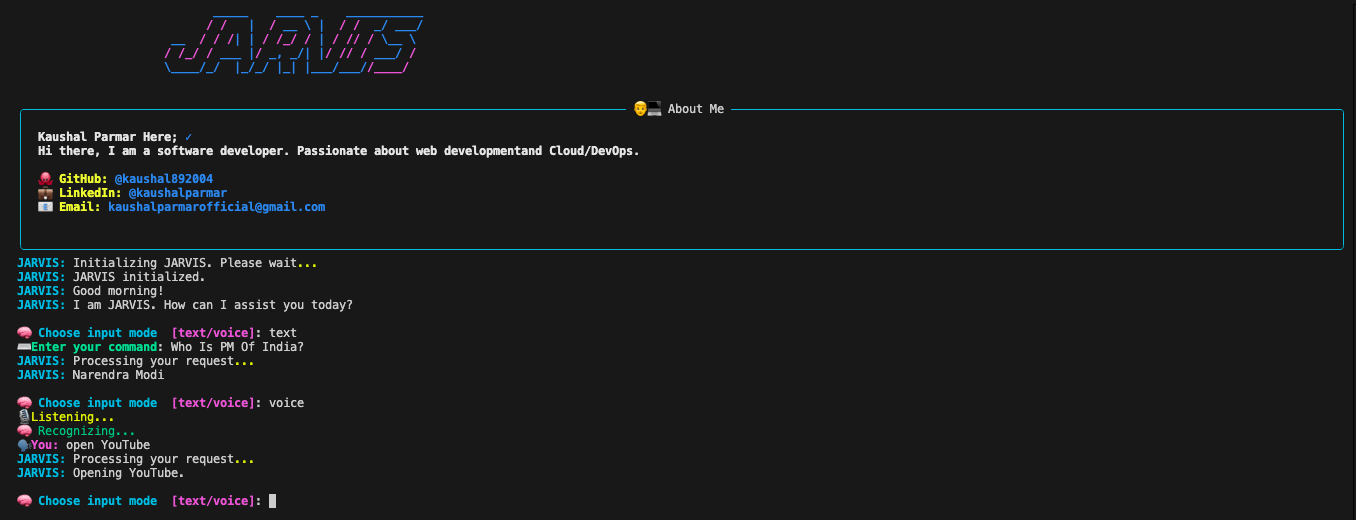 JARVIS
About Me
Kaushal Parmar Here; ✓
Hi there, I am a software developer. Passionate about web developmentand Cloud/DevOps.
GitHub: @kaushal892004
LinkedIn: @kaushalparmar
Email: kaushalparmarofficial@gmail.com
JARVIS: Initializing JARVIS. Please wait...
JARVIS: JARVIS initialized.
JARVIS: Good morning!
JARVIS: I am JARVIS. How can I assist you today?
Choose input mode [text/voice]: text
Enter your command: Who Is PM Of India?
JARVIS: Processing your request...
JARVIS: Narendra Modi
Choose input mode [text/voice]: voice
Listening...
Recognizing...
You: open YouTube
JARVIS: Processing your request...
JARVIS: Opening YouTube.
Choose input mode [text/voice]: